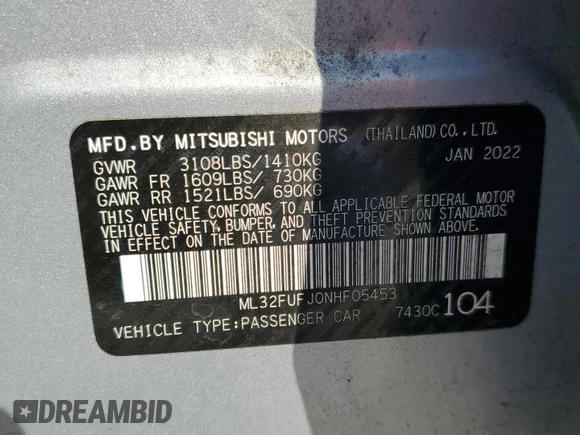 MFD.BY MITSUBISHI MOTORS (THAILAND)CO.,LTD.
GVWR 3108LBS/1410KG JAN 2022
GAWR FR 1609LBS/ 730KG
GAWR RR 1521LBS/ 690KG
THIS VEHICLE CONFORMS TO ALL APPLICABLE FEDERAL MOTOR
VEHICLE SAFETY, BUMPER, AND THEFT PREVENTION STANDARDS
IN EFFECT ON THE DATE OF MANUFACTURE SHOWN ABOVE.
ML32FUFJ0NHF05453
VEHICLE TYPE:PASSENGER CAR 7430C 104
DREAMBID